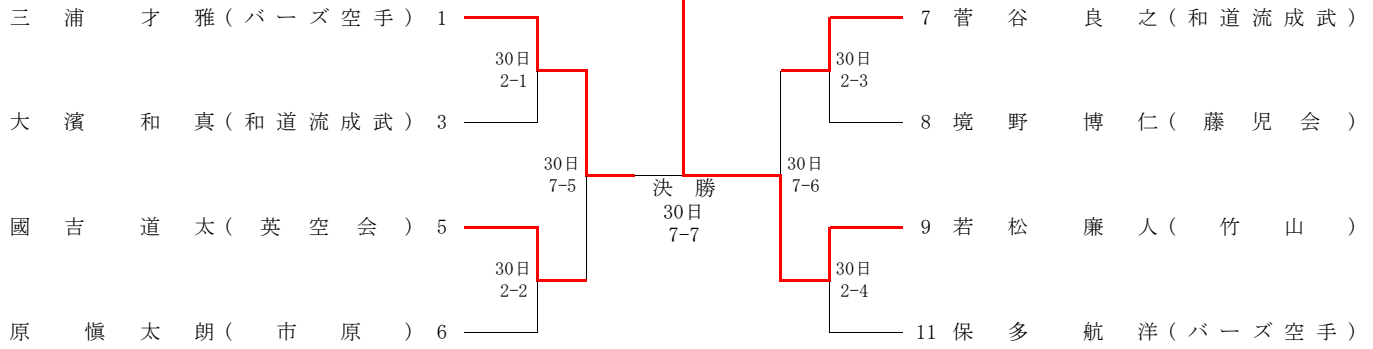 三浦才雅(バーズ空手) 1
30日
2-1
大濱和真(和道流成武) 3
30日
7-5
國吉道太(英空会) 5
30日
2-2
原愼太朗(市原) 6
決勝
30日
7-7
7 菅谷良之(和道流成武)
30日
2-3
8 境野博仁(藤児会)
30日
7-6
9 若松廉人(竹山)
30日
2-4
11 保多航洋(バーズ空手)